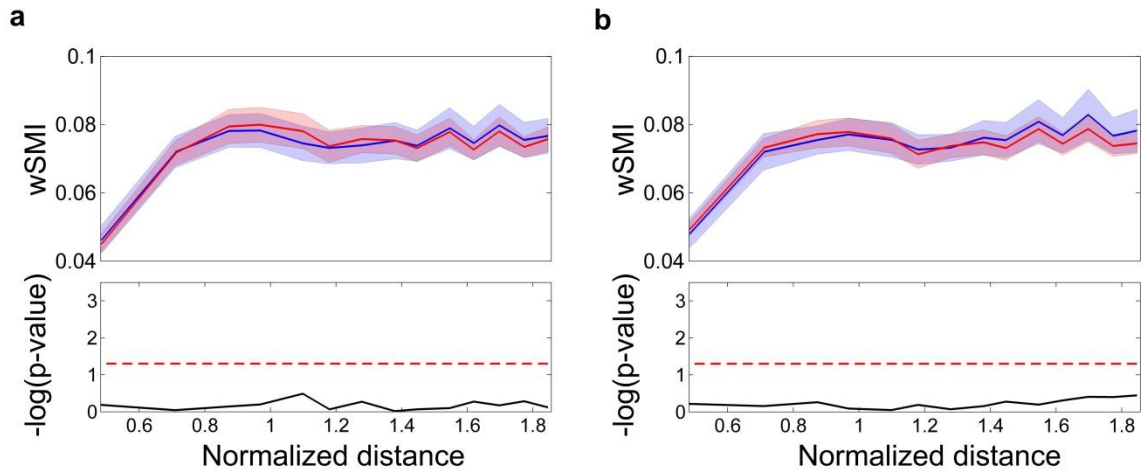 a
b
0.1
0.08
0.06
0.04
wSMI
0.1
0.08
0.06
0.04
wSMI
3
2
1
0
-log(p-value)
0.6 0.8 1 1.2 1.4 1.6 1.8
Normalized distance
3
2
1
0
-log(p-value)
0.6 0.8 1 1.2 1.4 1.6 1.8
Normalized distance